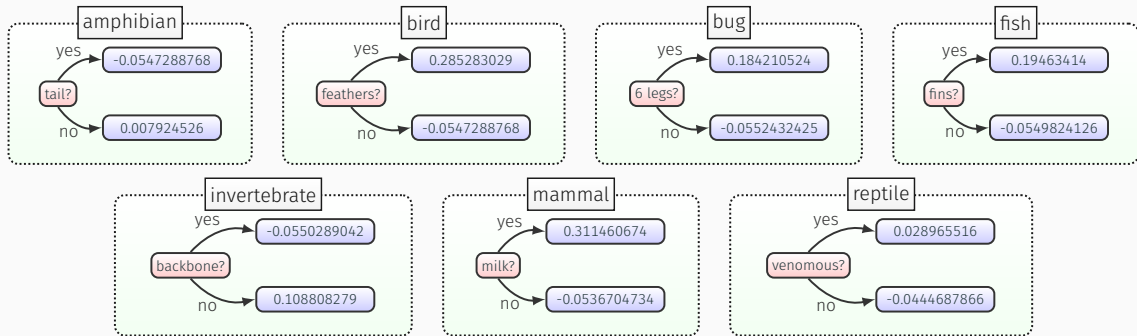 amphibian
yes
-0.0547288768
tail?
no
0.007924526
bird
yes
0.285283029
feathers?
no
-0.0547288768
bug
yes
0.184210524
6 legs?
no
-0.0552432425
fish
yes
0.19463414
fins?
no
-0.0549824126
invertebrate
yes
-0.0550289042
backbone?
no
0.108808279
mammal
yes
0.311460674
milk?
no
-0.0536704734
reptile
yes
0.028965516
venomous?
no
-0.0444687866